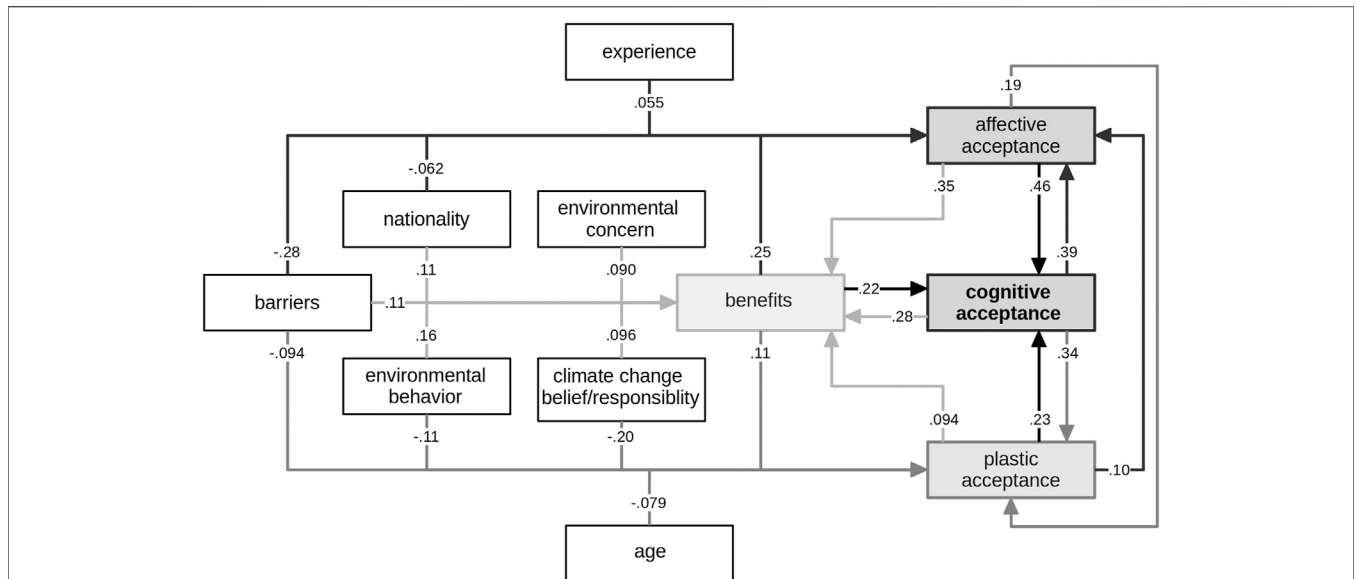 experience
.055
.19
affective
acceptance
-.062
.35
.46
nationality
environmental
concern
-.28
.11
.090
.25
.39
barriers
.11
benefits
.22
cognitive
acceptance
.28
-.094
.16
.096
.11
.34
environmental
behavior
climate change
belief/responsiblity
-.11
-.20
.094
.23
plastic
acceptance
.10
-.079
age